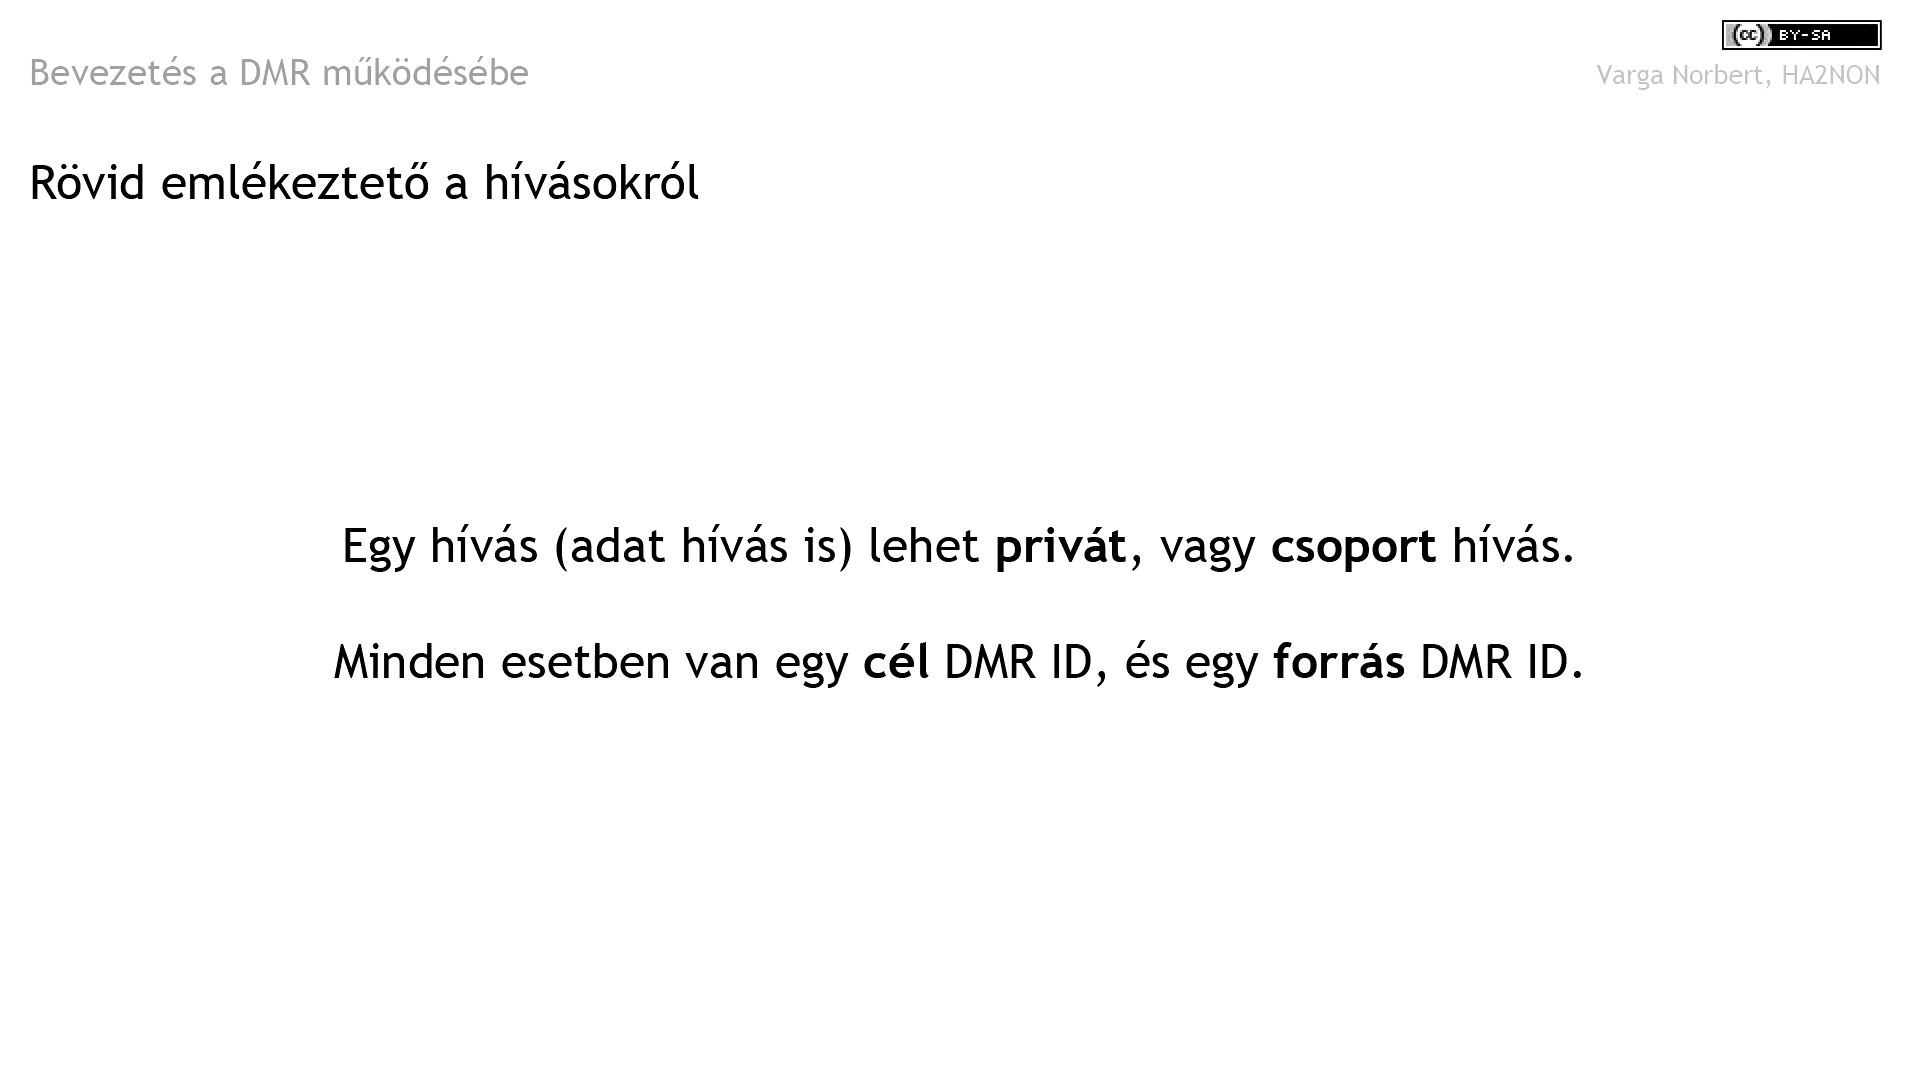 (cc) BY-SA
Bevezetés a DMR működésébe
Varga Norbert, HA2NON
Rövid emlékeztető a hívásokról
Egy hívás (adat hívás is) lehet privát, vagy csoport hívás.
Minden esetben van egy cél DMR ID, és egy forrás DMR ID.